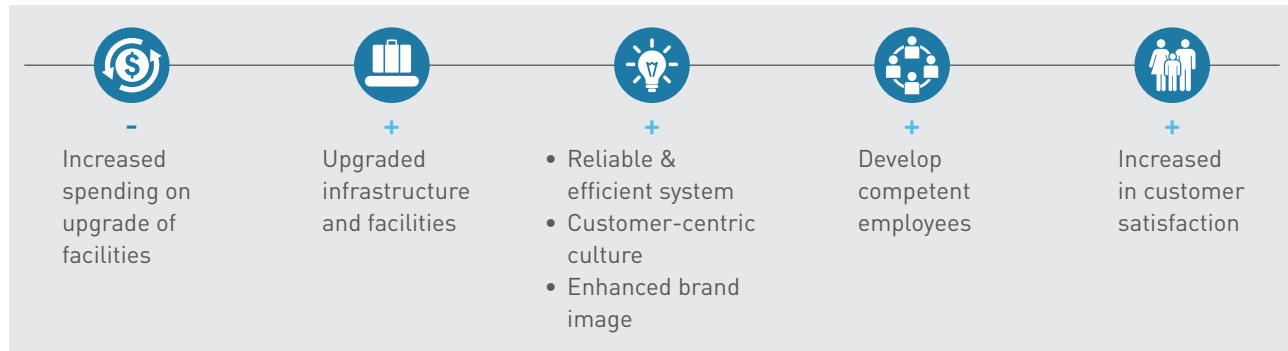 $
-
Increased
spending on
upgrade of
facilities
+
Upgraded
infrastructure
and facilities
+
• Reliable &
efficient system
• Customer-centric
culture
• Enhanced brand
image
+
Develop
competent
employees
+
Increased
in customer
satisfaction